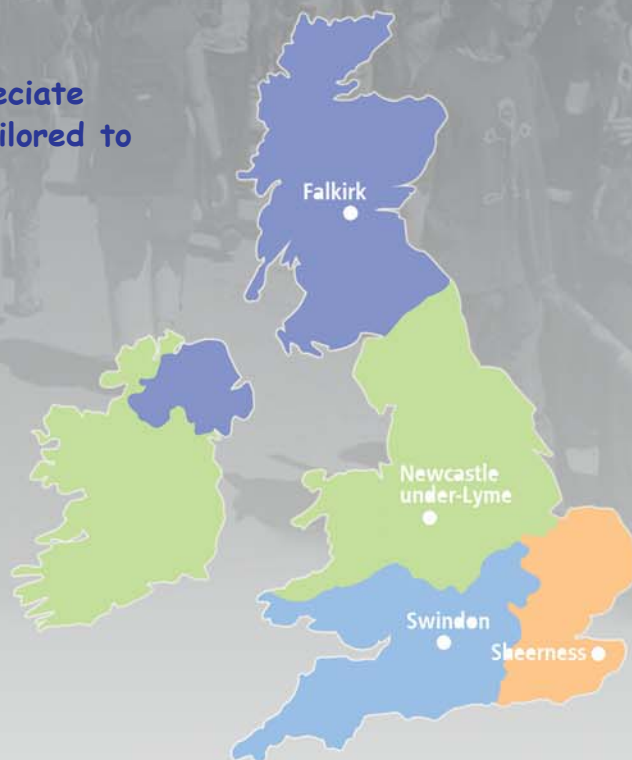 eciate
ilored to
Falkirk
Newcastle
under-Lyme
Swindon
Sheerness